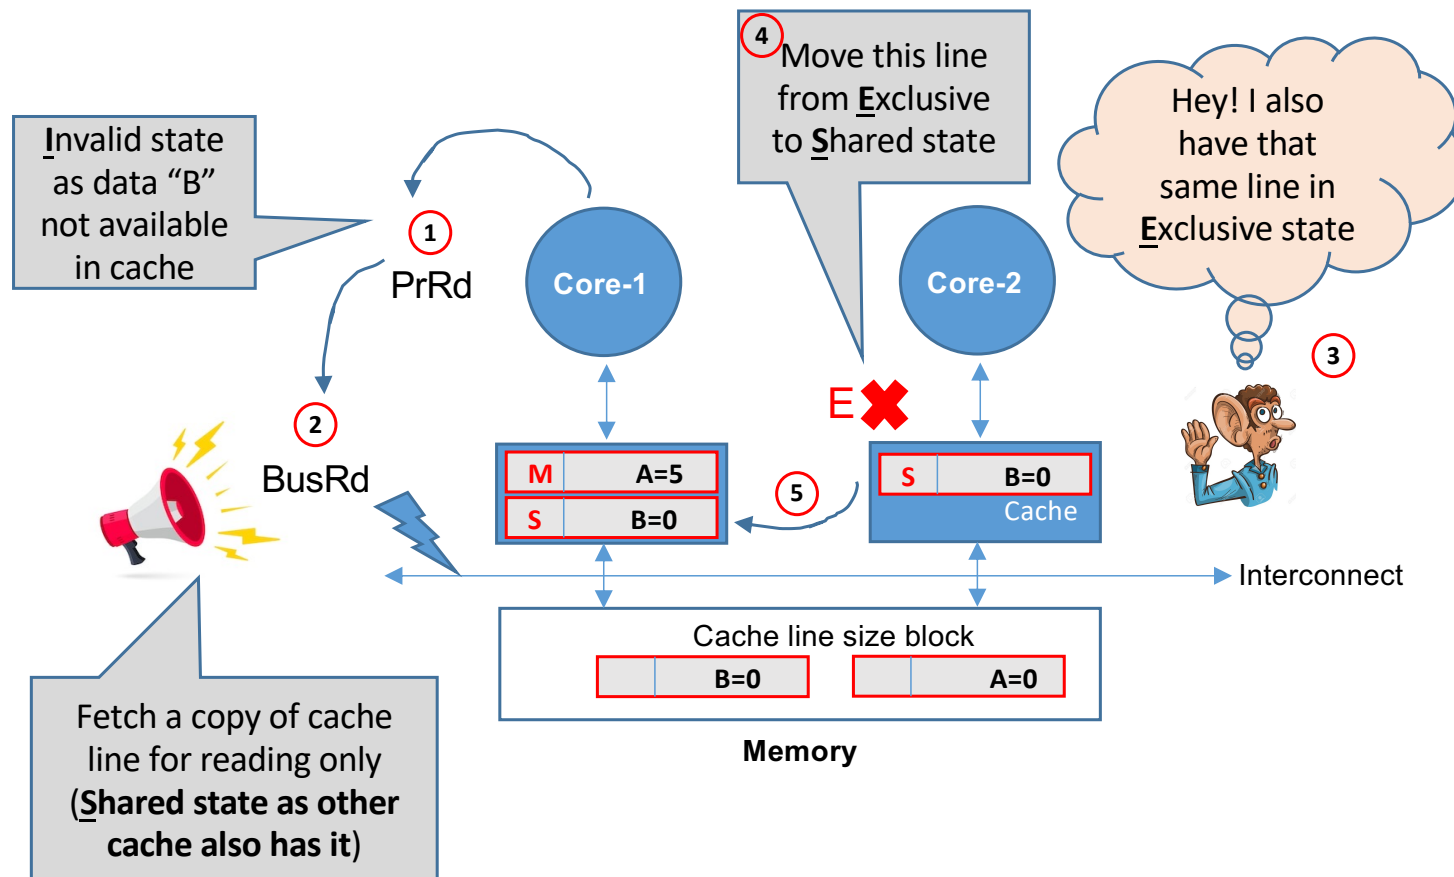 4
Move this line
from Exclusive
to Shared state
Hey! I also
have that
same line in
Exclusive state
Invalid state
as data “B”
not available
in cache
1
PrRd
Core-1
Core-2
3
E
2
BusRd
M A=5
S B=0
5
S B=0
Cache
Interconnect
Cache line size block
B=0
A=0
Memory
Fetch a copy of cache
line for reading only
(Shared state as other
cache also has it)